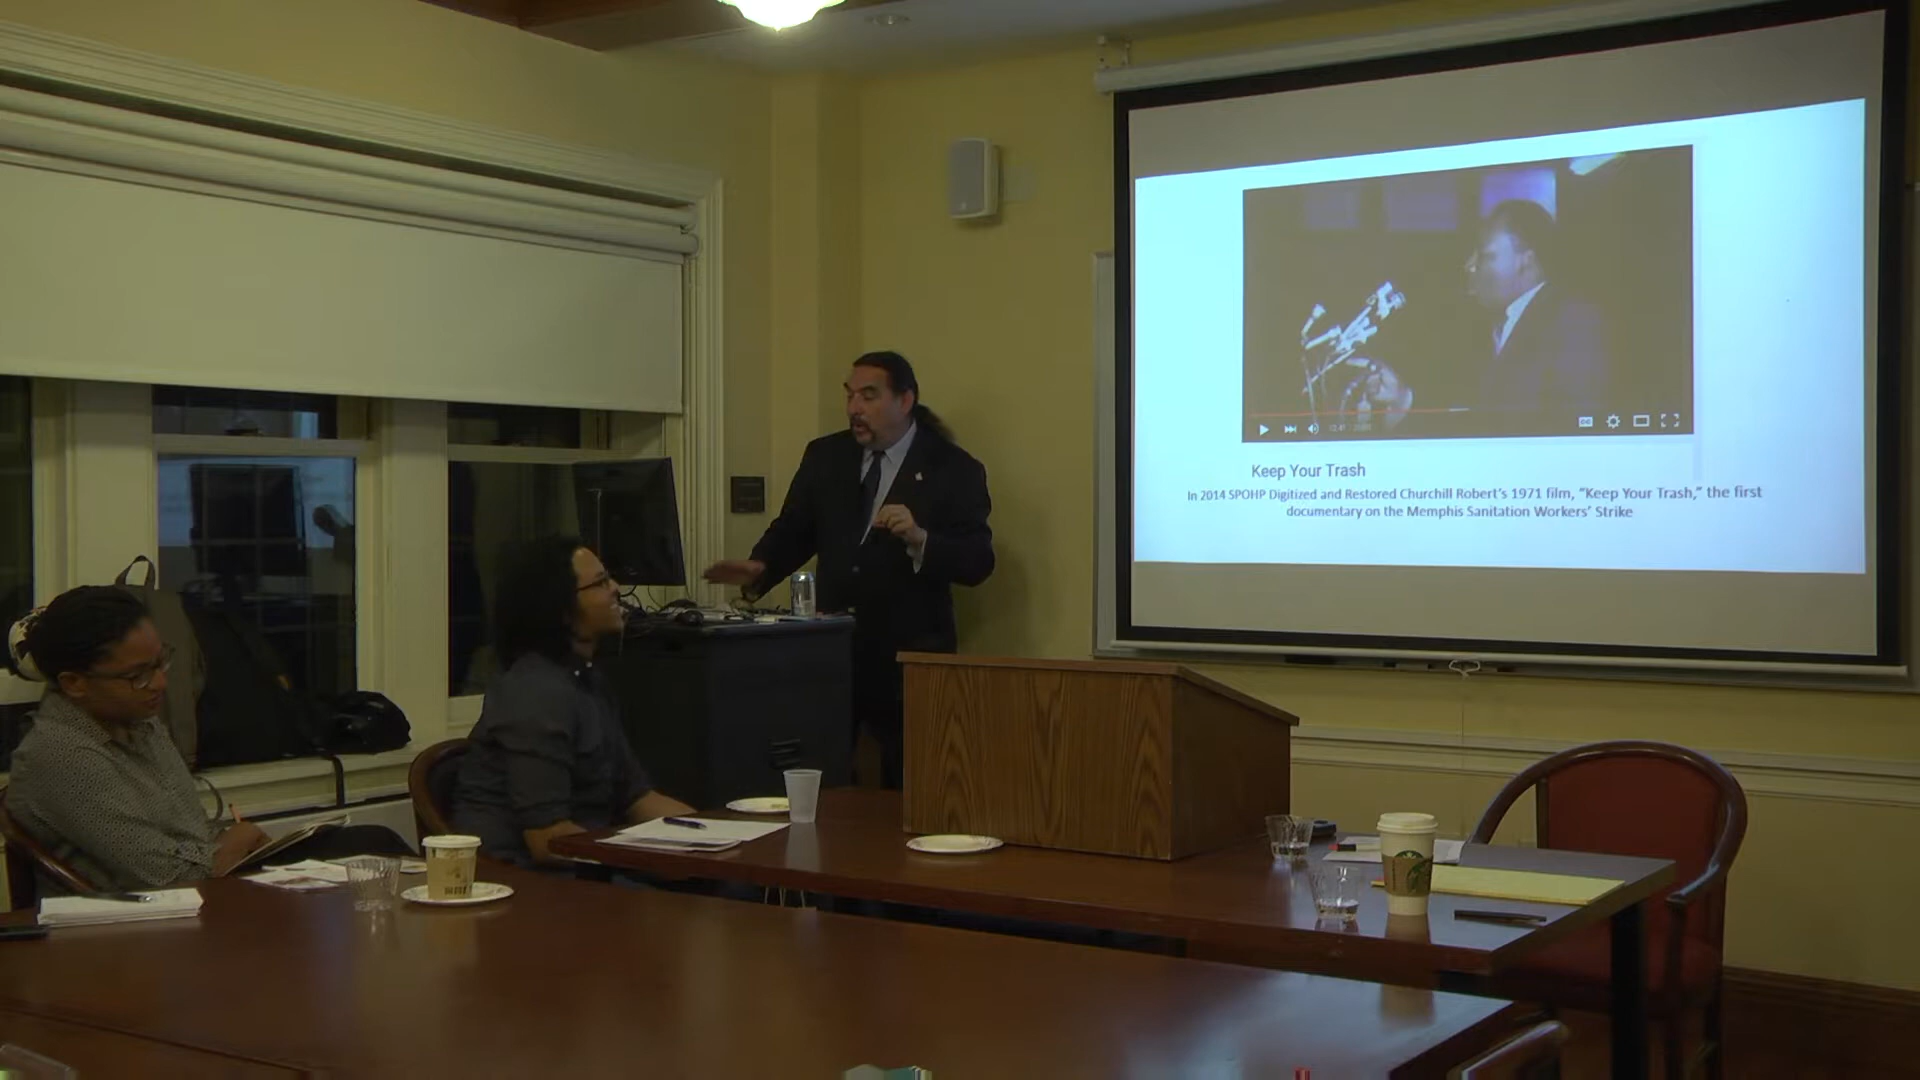 Keep Your Trash
In 2014 SPOHP Digitized and Restored Churchill Robert's 1971 film, "Keep Your Trash," the first
documentary on the Memphis Sanitation Workers' Strike